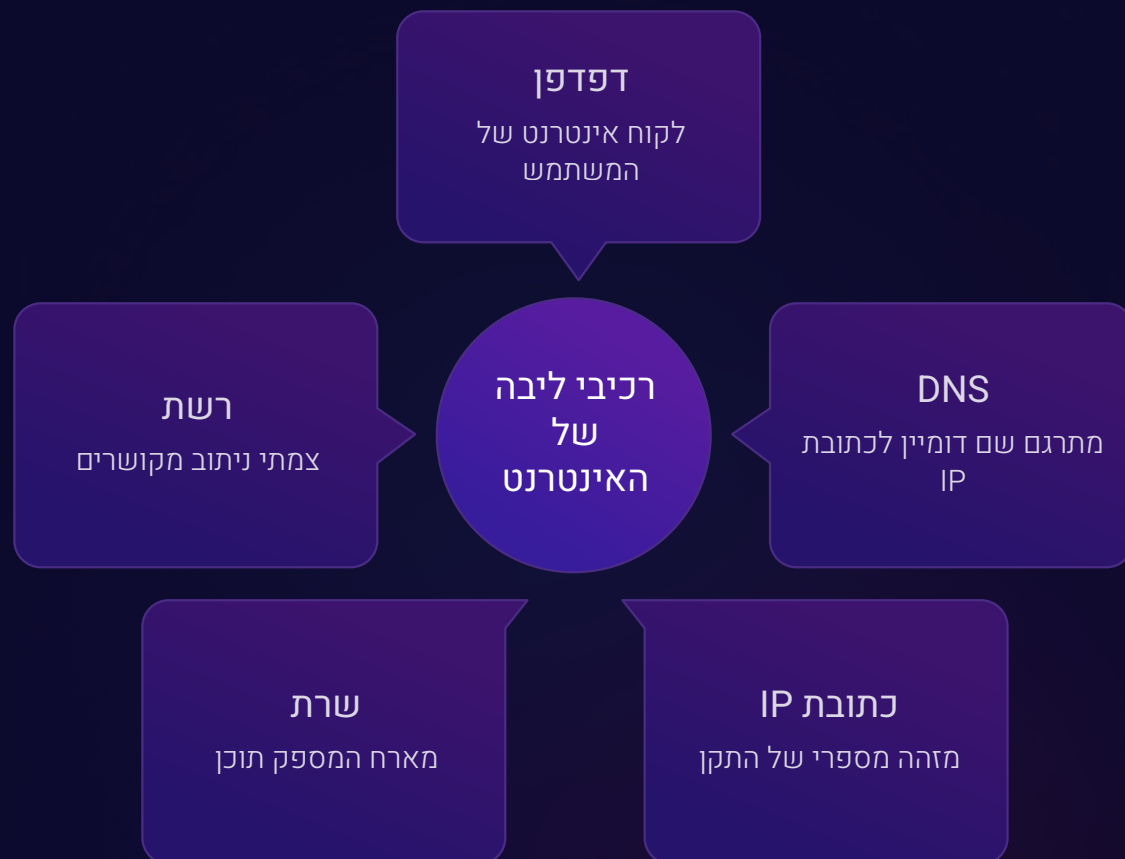 דפדפן
לקוח אינטרנט של
המשתמש
DNS
מתרגם שם דומיין לכתובת
IP
רכיבי ליבה
של
האינטרנט
רשת
צמתי ניתוב מקושרים
כתובת IP
מזהה מספרי של התקן
שרת
מארח המספק תוכן